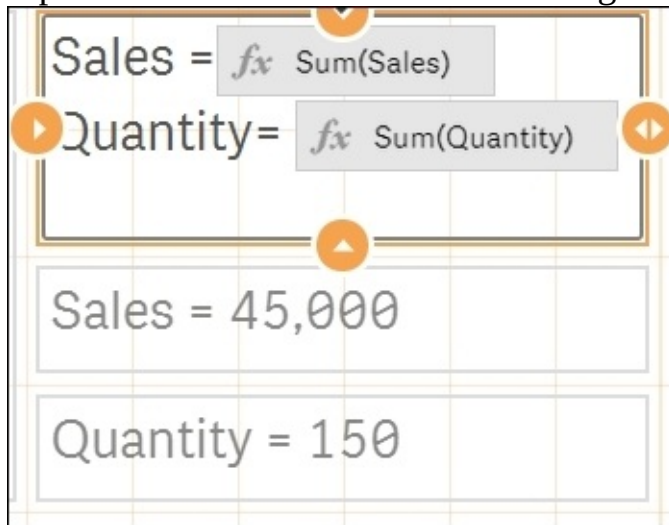 Sales = fx Sum(Sales)
Quantity= fx Sum(Quantity)
Sales = 45,000
Quantity = 150